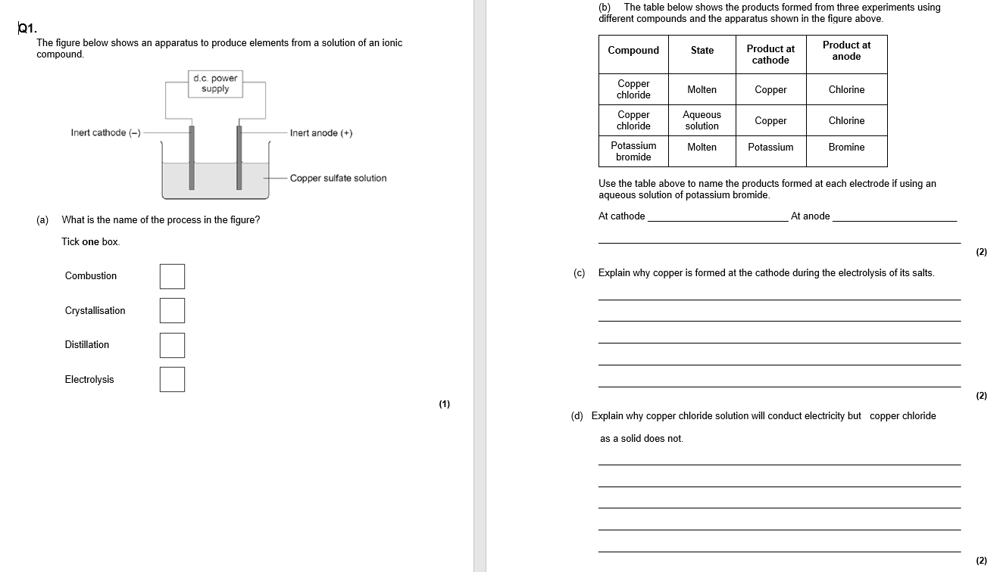 Q1.
The figure below shows an apparatus to produce elements from a solution of an ionic
compound.
d.c. power
supply
Inert cathode (–)
Inert anode (+)
Copper sulfate solution
(a) What is the name of the process in the figure?
Tick one box.
Combustion
Crystallisation
Distillation
Electrolysis
(1)
(b) The table below shows the products formed from three experiments using
different compounds and the apparatus shown in the figure above.
Compound State Product at cathode Product at anode
Copper chloride Molten Copper Chlorine
Copper chloride Aqueous solution Copper Chlorine
Potassium bromide Molten Potassium Bromine
Use the table above to name the products formed at each electrode if using an
aqueous solution of potassium bromide.
At cathode At anode
(2)
(c) Explain why copper is formed at the cathode during the electrolysis of its salts.
(2)
(d) Explain why copper chloride solution will conduct electricity but copper chloride
as a solid does not.
(2)